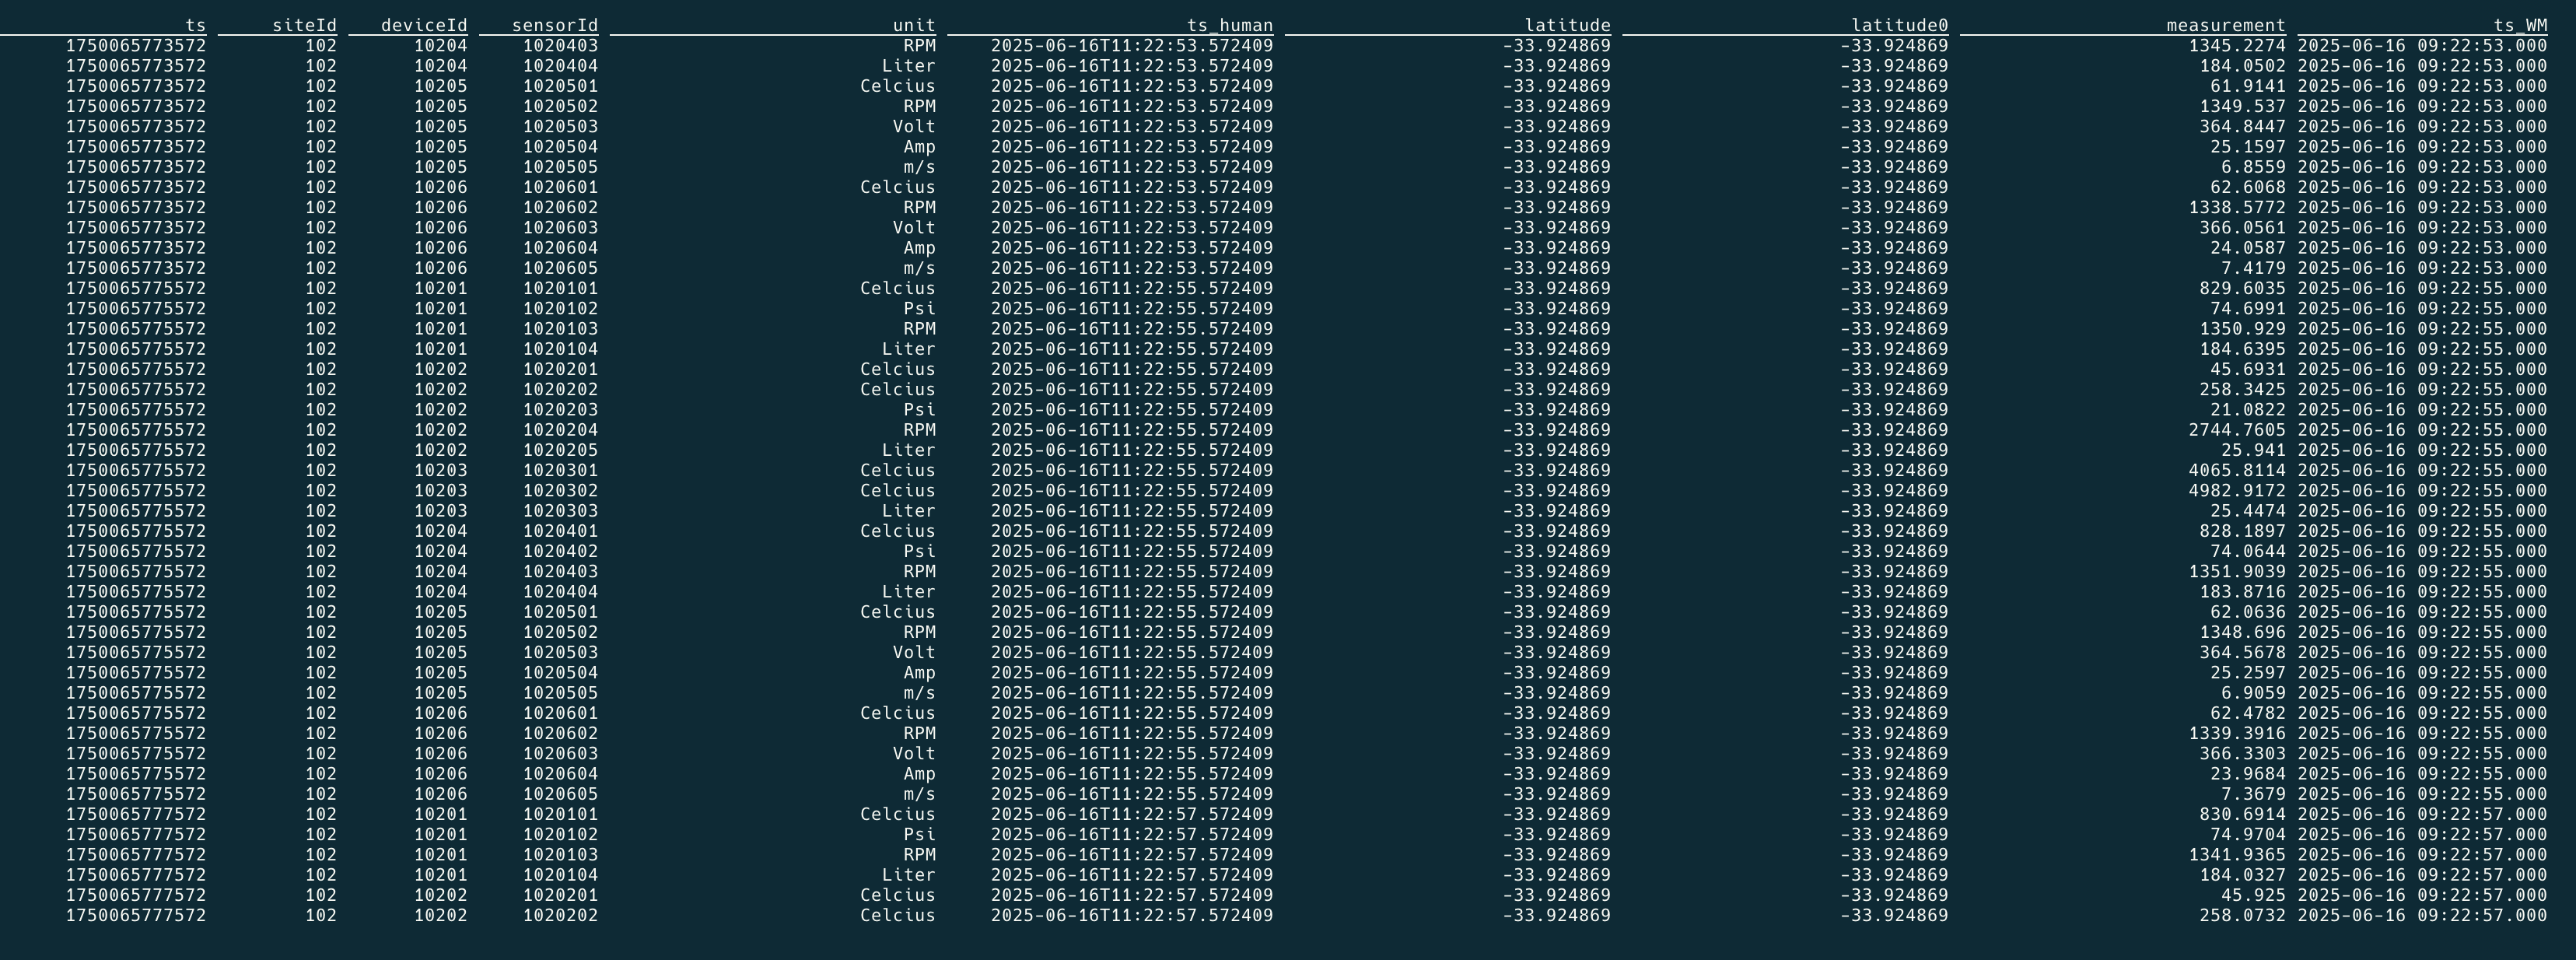 ts siteId deviceId sensorId unit ts_human latitude latitude0 measurement ts_WM
1750065773572 102 10204 1020403 RPM 2025-06-16T11:22:53.572409 -33.924869 -33.924869 1345.2274 2025-06-16 09:22:53.000
1750065773572 102 10204 1020404 Liter 2025-06-16T11:22:53.572409 -33.924869 -33.924869 184.0502 2025-06-16 09:22:53.000
1750065773572 102 10205 1020501 Celcius 2025-06-16T11:22:53.572409 -33.924869 -33.924869 61.9141 2025-06-16 09:22:53.000
1750065773572 102 10205 1020502 RPM 2025-06-16T11:22:53.572409 -33.924869 -33.924869 1349.537 2025-06-16 09:22:53.000
1750065773572 102 10205 1020503 Volt 2025-06-16T11:22:53.572409 -33.924869 -33.924869 364.8447 2025-06-16 09:22:53.000
1750065773572 102 10205 1020504 Amp 2025-06-16T11:22:53.572409 -33.924869 -33.924869 25.1597 2025-06-16 09:22:53.000
1750065773572 102 10205 1020505 m/s 2025-06-16T11:22:53.572409 -33.924869 -33.924869 6.8559 2025-06-16 09:22:53.000
1750065773572 102 10206 1020601 Celcius 2025-06-16T11:22:53.572409 -33.924869 -33.924869 62.6068 2025-06-16 09:22:53.000
1750065773572 102 10206 1020602 RPM 2025-06-16T11:22:53.572409 -33.924869 -33.924869 1338.5772 2025-06-16 09:22:53.000
1750065773572 102 10206 1020603 Volt 2025-06-16T11:22:53.572409 -33.924869 -33.924869 366.0561 2025-06-16 09:22:53.000
1750065773572 102 10206 1020604 Amp 2025-06-16T11:22:53.572409 -33.924869 -33.924869 24.0587 2025-06-16 09:22:53.000
1750065773572 102 10206 1020605 m/s 2025-06-16T11:22:53.572409 -33.924869 -33.924869 7.4179 2025-06-16 09:22:53.000
1750065775572 102 10201 1020101 Celcius 2025-06-16T11:22:55.572409 -33.924869 -33.924869 829.6035 2025-06-16 09:22:55.000
1750065775572 102 10201 1020102 Psi 2025-06-16T11:22:55.572409 -33.924869 -33.924869 74.6991 2025-06-16 09:22:55.000
1750065775572 102 10201 1020103 RPM 2025-06-16T11:22:55.572409 -33.924869 -33.924869 1350.929 2025-06-16 09:22:55.000
1750065775572 102 10201 1020104 Liter 2025-06-16T11:22:55.572409 -33.924869 -33.924869 184.6395 2025-06-16 09:22:55.000
1750065775572 102 10202 1020201 Celcius 2025-06-16T11:22:55.572409 -33.924869 -33.924869 45.6931 2025-06-16 09:22:55.000
1750065775572 102 10202 1020202 Celcius 2025-06-16T11:22:55.572409 -33.924869 -33.924869 258.3425 2025-06-16 09:22:55.000
1750065775572 102 10202 1020203 Psi 2025-06-16T11:22:55.572409 -33.924869 -33.924869 21.0822 2025-06-16 09:22:55.000
1750065775572 102 10202 1020204 RPM 2025-06-16T11:22:55.572409 -33.924869 -33.924869 2744.7605 2025-06-16 09:22:55.000
1750065775572 102 10202 1020205 Liter 2025-06-16T11:22:55.572409 -33.924869 -33.924869 25.941 2025-06-16 09:22:55.000
1750065775572 102 10203 1020301 Celcius 2025-06-16T11:22:55.572409 -33.924869 -33.924869 4065.8114 2025-06-16 09:22:55.000
1750065775572 102 10203 1020302 Celcius 2025-06-16T11:22:55.572409 -33.924869 -33.924869 4982.9172 2025-06-16 09:22:55.000
1750065775572 102 10203 1020303 Liter 2025-06-16T11:22:55.572409 -33.924869 -33.924869 25.4474 2025-06-16 09:22:55.000
1750065775572 102 10204 1020401 Celcius 2025-06-16T11:22:55.572409 -33.924869 -33.924869 828.1897 2025-06-16 09:22:55.000
1750065775572 102 10204 1020402 Psi 2025-06-16T11:22:55.572409 -33.924869 -33.924869 74.0644 2025-06-16 09:22:55.000
1750065775572 102 10204 1020403 RPM 2025-06-16T11:22:55.572409 -33.924869 -33.924869 1351.9039 2025-06-16 09:22:55.000
1750065775572 102 10204 1020404 Liter 2025-06-16T11:22:55.572409 -33.924869 -33.924869 183.8716 2025-06-16 09:22:55.000
1750065775572 102 10205 1020501 Celcius 2025-06-16T11:22:55.572409 -33.924869 -33.924869 62.0636 2025-06-16 09:22:55.000
1750065775572 102 10205 1020502 RPM 2025-06-16T11:22:55.572409 -33.924869 -33.924869 1348.696 2025-06-16 09:22:55.000
1750065775572 102 10205 1020503 Volt 2025-06-16T11:22:55.572409 -33.924869 -33.924869 364.5678 2025-06-16 09:22:55.000
1750065775572 102 10205 1020504 Amp 2025-06-16T11:22:55.572409 -33.924869 -33.924869 25.2597 2025-06-16 09:22:55.000
1750065775572 102 10205 1020505 m/s 2025-06-16T11:22:55.572409 -33.924869 -33.924869 6.9059 2025-06-16 09:22:55.000
1750065775572 102 10206 1020601 Celcius 2025-06-16T11:22:55.572409 -33.924869 -33.924869 62.4782 2025-06-16 09:22:55.000
1750065775572 102 10206 1020602 RPM 2025-06-16T11:22:55.572409 -33.924869 -33.924869 1339.3916 2025-06-16 09:22:55.000
1750065775572 102 10206 1020603 Volt 2025-06-16T11:22:55.572409 -33.924869 -33.924869 366.3303 2025-06-16 09:22:55.000
1750065775572 102 10206 1020604 Amp 2025-06-16T11:22:55.572409 -33.924869 -33.924869 23.9684 2025-06-16 09:22:55.000
1750065775572 102 10206 1020605 m/s 2025-06-16T11:22:55.572409 -33.924869 -33.924869 7.3679 2025-06-16 09:22:55.000
1750065777572 102 10201 1020101 Celcius 2025-06-16T11:22:57.572409 -33.924869 -33.924869 830.6914 2025-06-16 09:22:57.000
1750065777572 102 10201 1020102 Psi 2025-06-16T11:22:57.572409 -33.924869 -33.924869 74.9704 2025-06-16 09:22:57.000
1750065777572 102 10201 1020103 RPM 2025-06-16T11:22:57.572409 -33.924869 -33.924869 1341.9365 2025-06-16 09:22:57.000
1750065777572 102 10201 1020104 Liter 2025-06-16T11:22:57.572409 -33.924869 -33.924869 184.0327 2025-06-16 09:22:57.000
1750065777572 102 10202 1020201 Celcius 2025-06-16T11:22:57.572409 -33.924869 -33.924869 45.925 2025-06-16 09:22:57.000
1750065777572 102 10202 1020202 Celcius 2025-06-16T11:22:57.572409 -33.924869 -33.924869 258.0732 2025-06-16 09:22:57.000